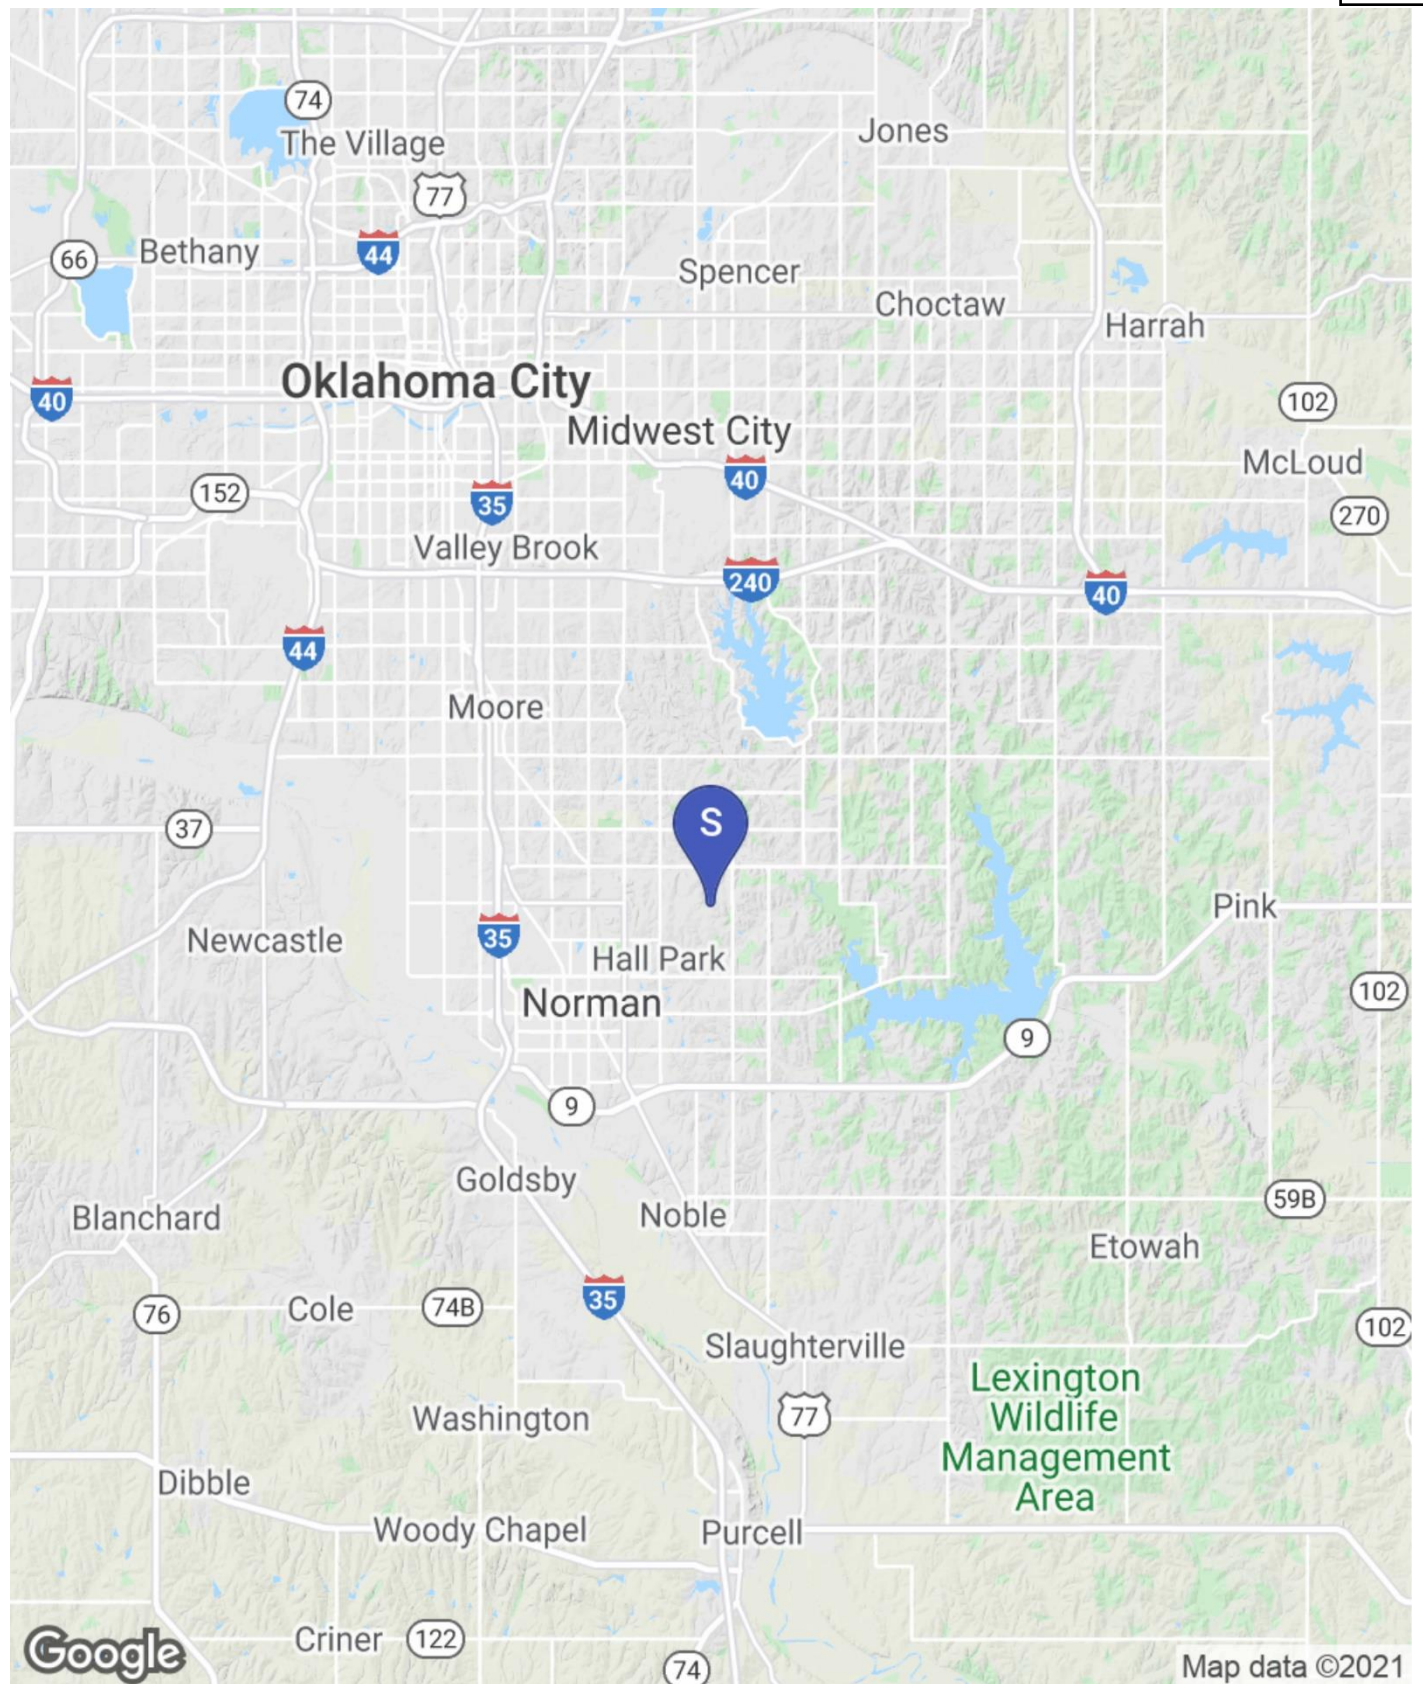 74
The Village
Jones
77
66
Bethany
44
Spencer
Choctaw
Harrah
Oklahoma City
40
102
Midwest City
McLoud
40
152
35
270
Valley Brook
240
40
44
Moore
S
37
Pink
Newcastle
35
Hall Park
Norman
102
9
9
Goldsby
Blanchard
Noble
59B
Etowah
76
Cole
74B
35
102
Slaughterville
Lexington
Wildlife
Management
Area
77
Washington
Dibble
Woody Chapel
Purcell
Criner
122
Google
74
Map data ©2021